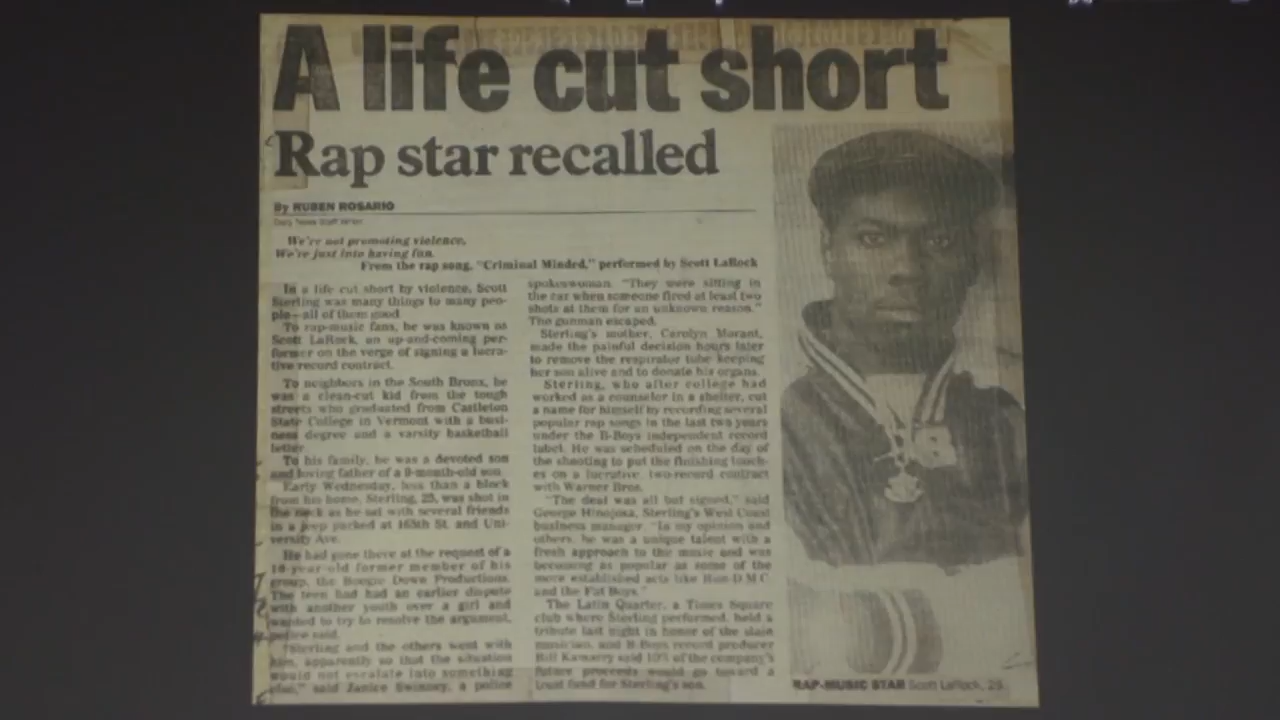 A life cut short
Rap star recalled
By RUBEN ROSARIO
Daily News Staff Writer
We're not promoting violence,
We're just into having fun.
From the rap song, "Criminal Minded," performed by Scott LaRock
In a life cut short by violence, Scott
Sterling was many things to many peo-
ple—all of them good.
To rap-music fans, he was known as
Scott LaRock, an up-and-coming per-
former on the verge of signing a lucra-
tive record contract.
To neighbors in the South Bronx, he
was a clean-cut kid from the tough
streets who graduated from Castleton
State College in Vermont with a busi-
ness degree and a varsity basketball
letter.
To his family, he was a devoted son
and loving father of a 9-month-old son.
Early Wednesday, less than a block
from his home, Sterling, 25, was shot in
the neck as he sat with several friends
in a jeep parked at 165th St. and Uni-
versity Ave.
He had gone there at the request of a
-year-old former member of his
group, the Boogie Down Productions.
The teen had had an earlier dispute
with another youth over a girl and
wanted to try to resolve the argument,
police said.
"Sterling and the others went with
him, apparently so that the situation
would not escalate into something
else," said Janice Swinney, a police
spokeswoman. "They were sitting in
the car when someone fired at least two
shots at them for an unknown reason."
The gunman escaped.
Sterling's mother, Carolyn Morant,
made the painful decision hours later
to remove the respirator tube keeping
her son alive and to donate his organs.
Sterling, who after college had
worked as a counselor in a shelter, cut
a name for himself by recording several
popular rap songs in the last two years
under the B-Boys independent record
label. He was scheduled on the day of
the shooting to put the finishing touch-
es on a lucrative, two-record contract
with Warner Bros.
"The deal was all but signed," said
George Hinojosa, Sterling's West Coast
business manager. "In my opinion and
others, he was a unique talent with a
fresh approach to the music and was
becoming as popular as some of the
more established acts like Run-D.M.C.
and the Fat Boys."
The Latin Quarter, a Times Square
club where Sterling performed, held a
tribute last night in honor of the slain
musician, and B-Boys record producer
Bill Kamarry said 10% of the company's
future proceeds would go toward a
trust fund for Sterling's son.
RAP-MUSIC STAR Scott LaRock, 25